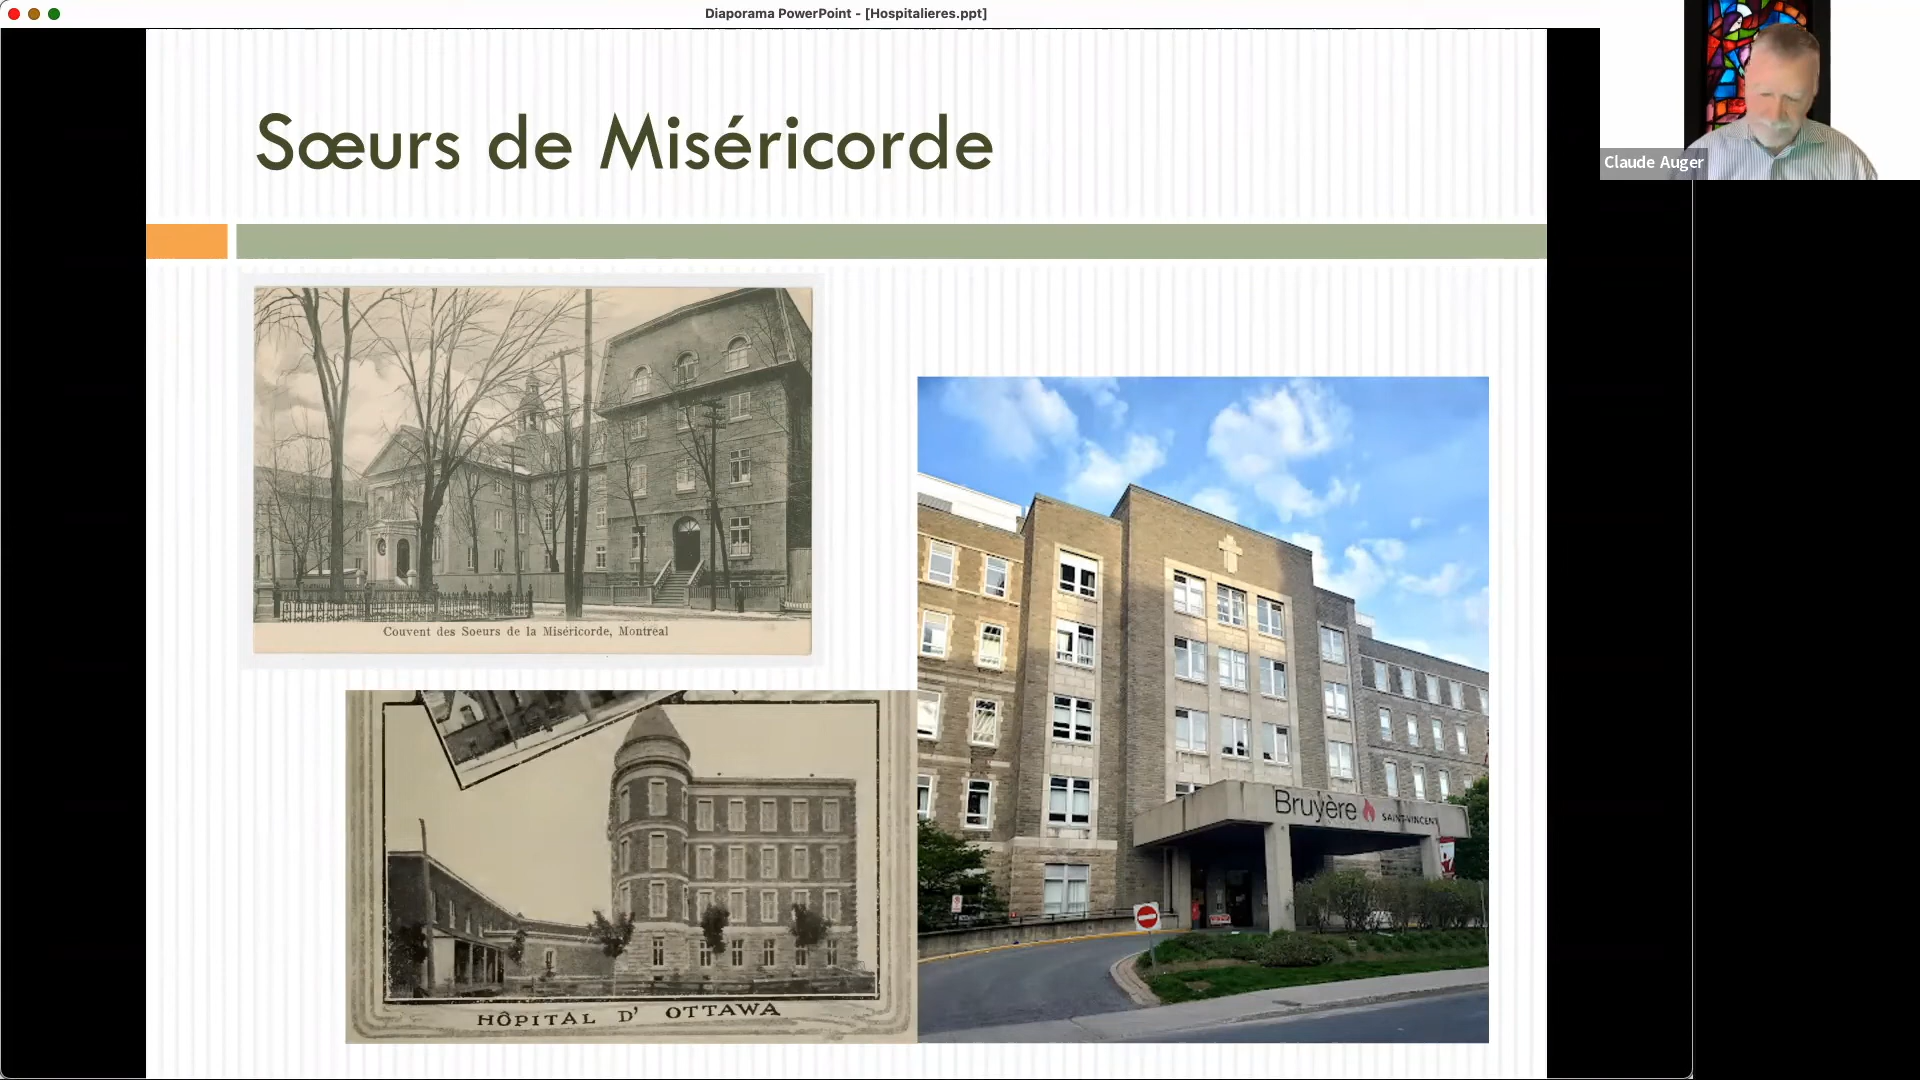 Diaporama PowerPoint - [Hospitalieres.ppt]
Claude Auger
Sœurs de Miséricorde
Couvent des Soeurs de la Miséricorde, Montreal
Bruyère SAINT-VINCENT
HÔPITAL D' OTTAWA